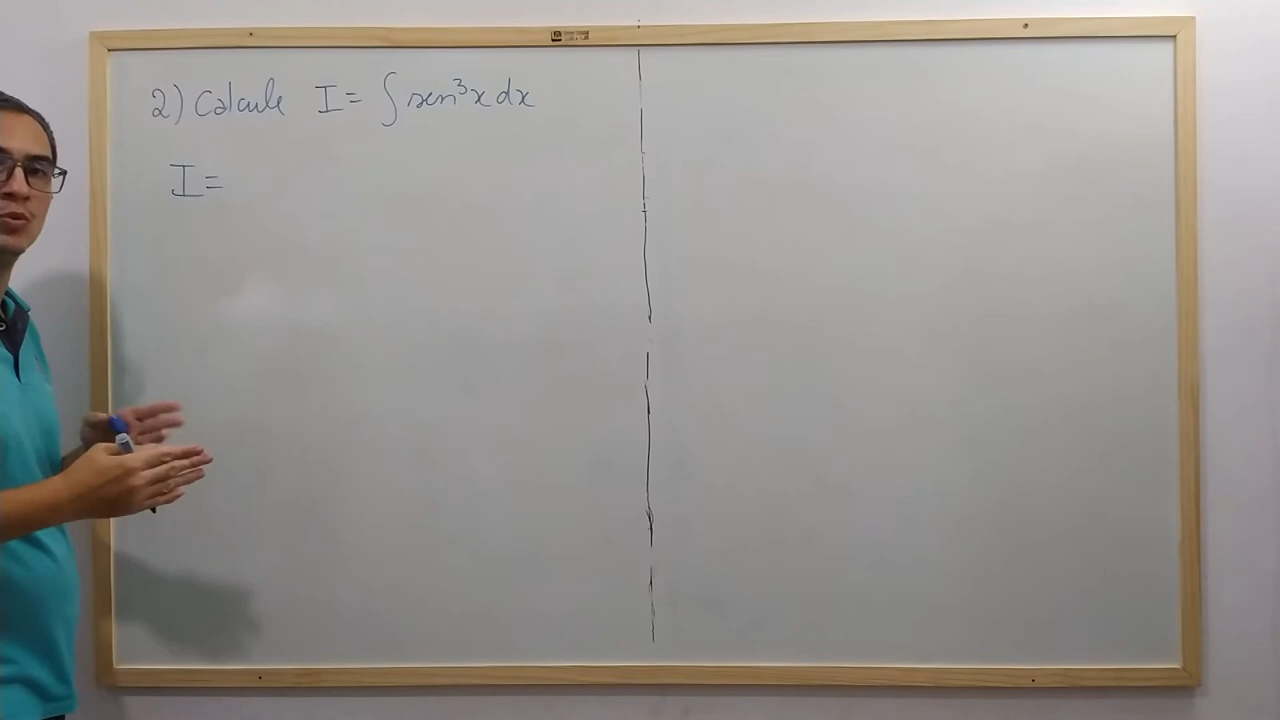 2) Calcule I = ∫ sen³x dx
I =